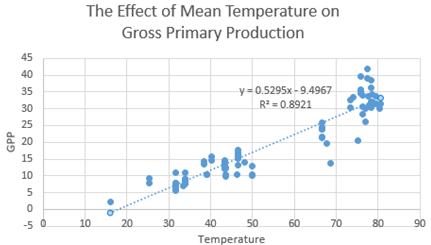 The Effect of Mean Temperature on
Gross Primary Production
45
40
35
30
25
20
15
10
5
0
-5
GPP
y = 0.5295x - 9.4967
R² = 0.8921
0 10 20 30 40 50 60 70 80 90
Temperature